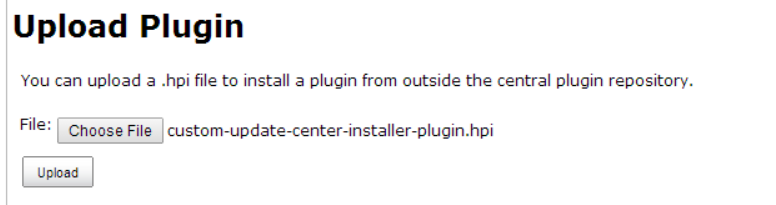 Upload Plugin
You can upload a .hpi file to install a plugin from outside the central plugin repository.
File: Choose File custom-update-center-installer-plugin.hpi
Upload